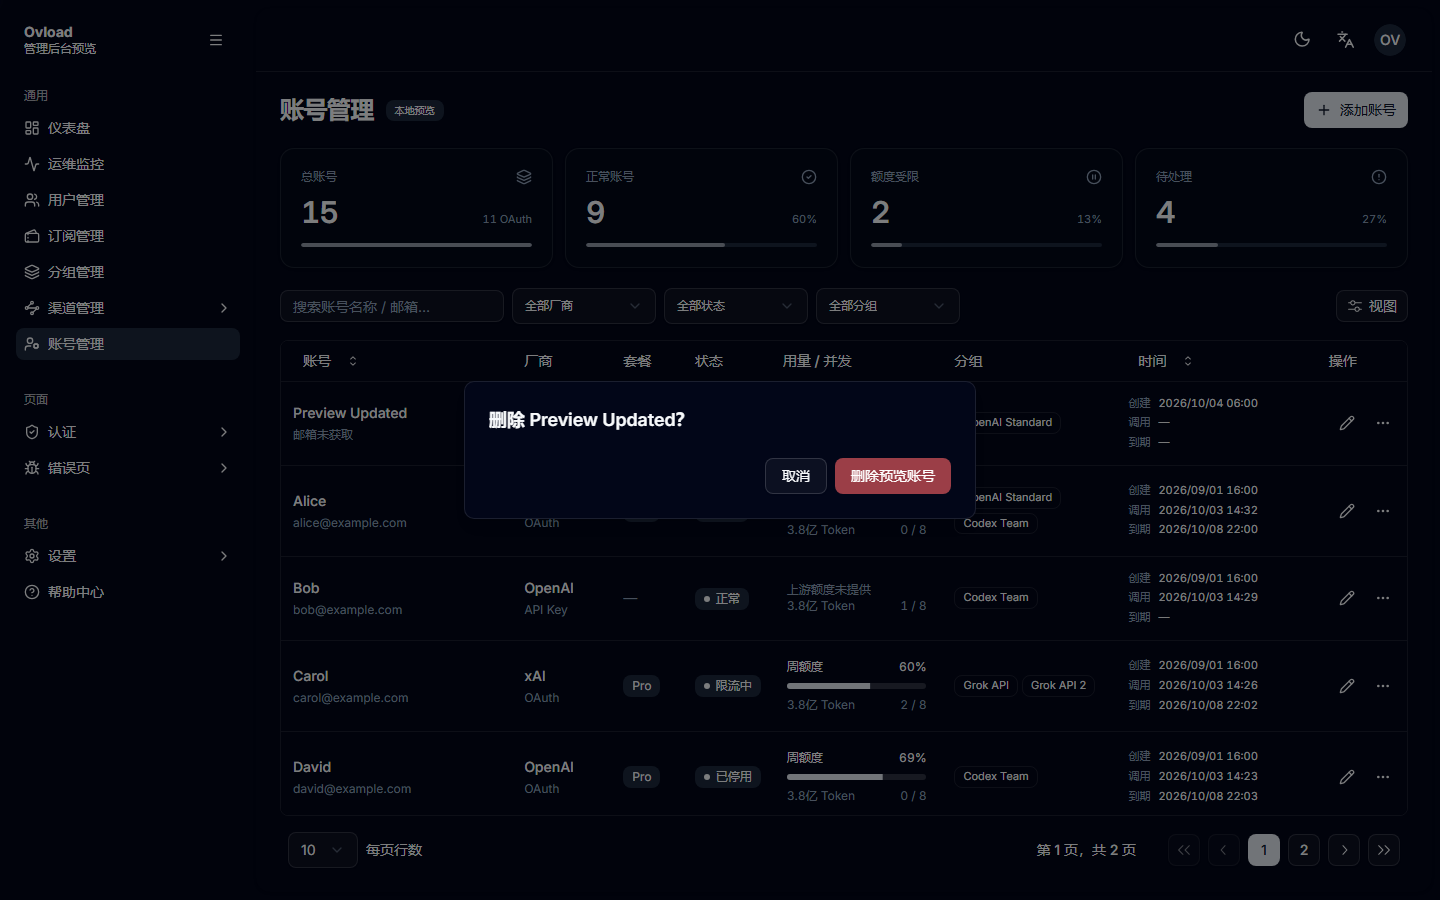 Ovload
管理后台预览
OV
通用
仪表盘
运维监控
用户管理
订阅管理
分组管理
渠道管理
账号管理
页面
认证
错误页
其他
设置
帮助中心
账号管理 本地预览
添加账号
总账号
15 11 OAuth
正常账号
9 60%
额度受限
2 13%
待处理
4 27%
搜索账号名称 / 邮箱... 全部厂商 全部状态 全部分组 视图
账号 厂商 套餐 状态 用量 / 并发 分组 时间 操作
Preview Updated
邮箱未获取
penAI Standard
创建 2026/10/04 06:00
调用 —
到期 —
删除 Preview Updated?
取消 删除预览账号
Alice
alice@example.com
OAuth
3.8亿 Token 0 / 8
penAI Standard
Codex Team
创建 2026/09/01 16:00
调用 2026/10/03 14:32
到期 2026/10/08 22:00
Bob
bob@example.com
OpenAI
API Key
—
正常
上游额度未提供
3.8亿 Token 1 / 8
Codex Team
创建 2026/09/01 16:00
调用 2026/10/03 14:29
到期 —
Carol
carol@example.com
xAI
OAuth
Pro
限流中
周额度 60%
3.8亿 Token 2 / 8
Grok API Grok API 2
创建 2026/09/01 16:00
调用 2026/10/03 14:26
到期 2026/10/08 22:02
David
david@example.com
OpenAI
OAuth
Pro
已停用
周额度 69%
3.8亿 Token 0 / 8
Codex Team
创建 2026/09/01 16:00
调用 2026/10/03 14:23
到期 2026/10/08 22:03
10 每页行数
第 1 页，共 2 页
1 2